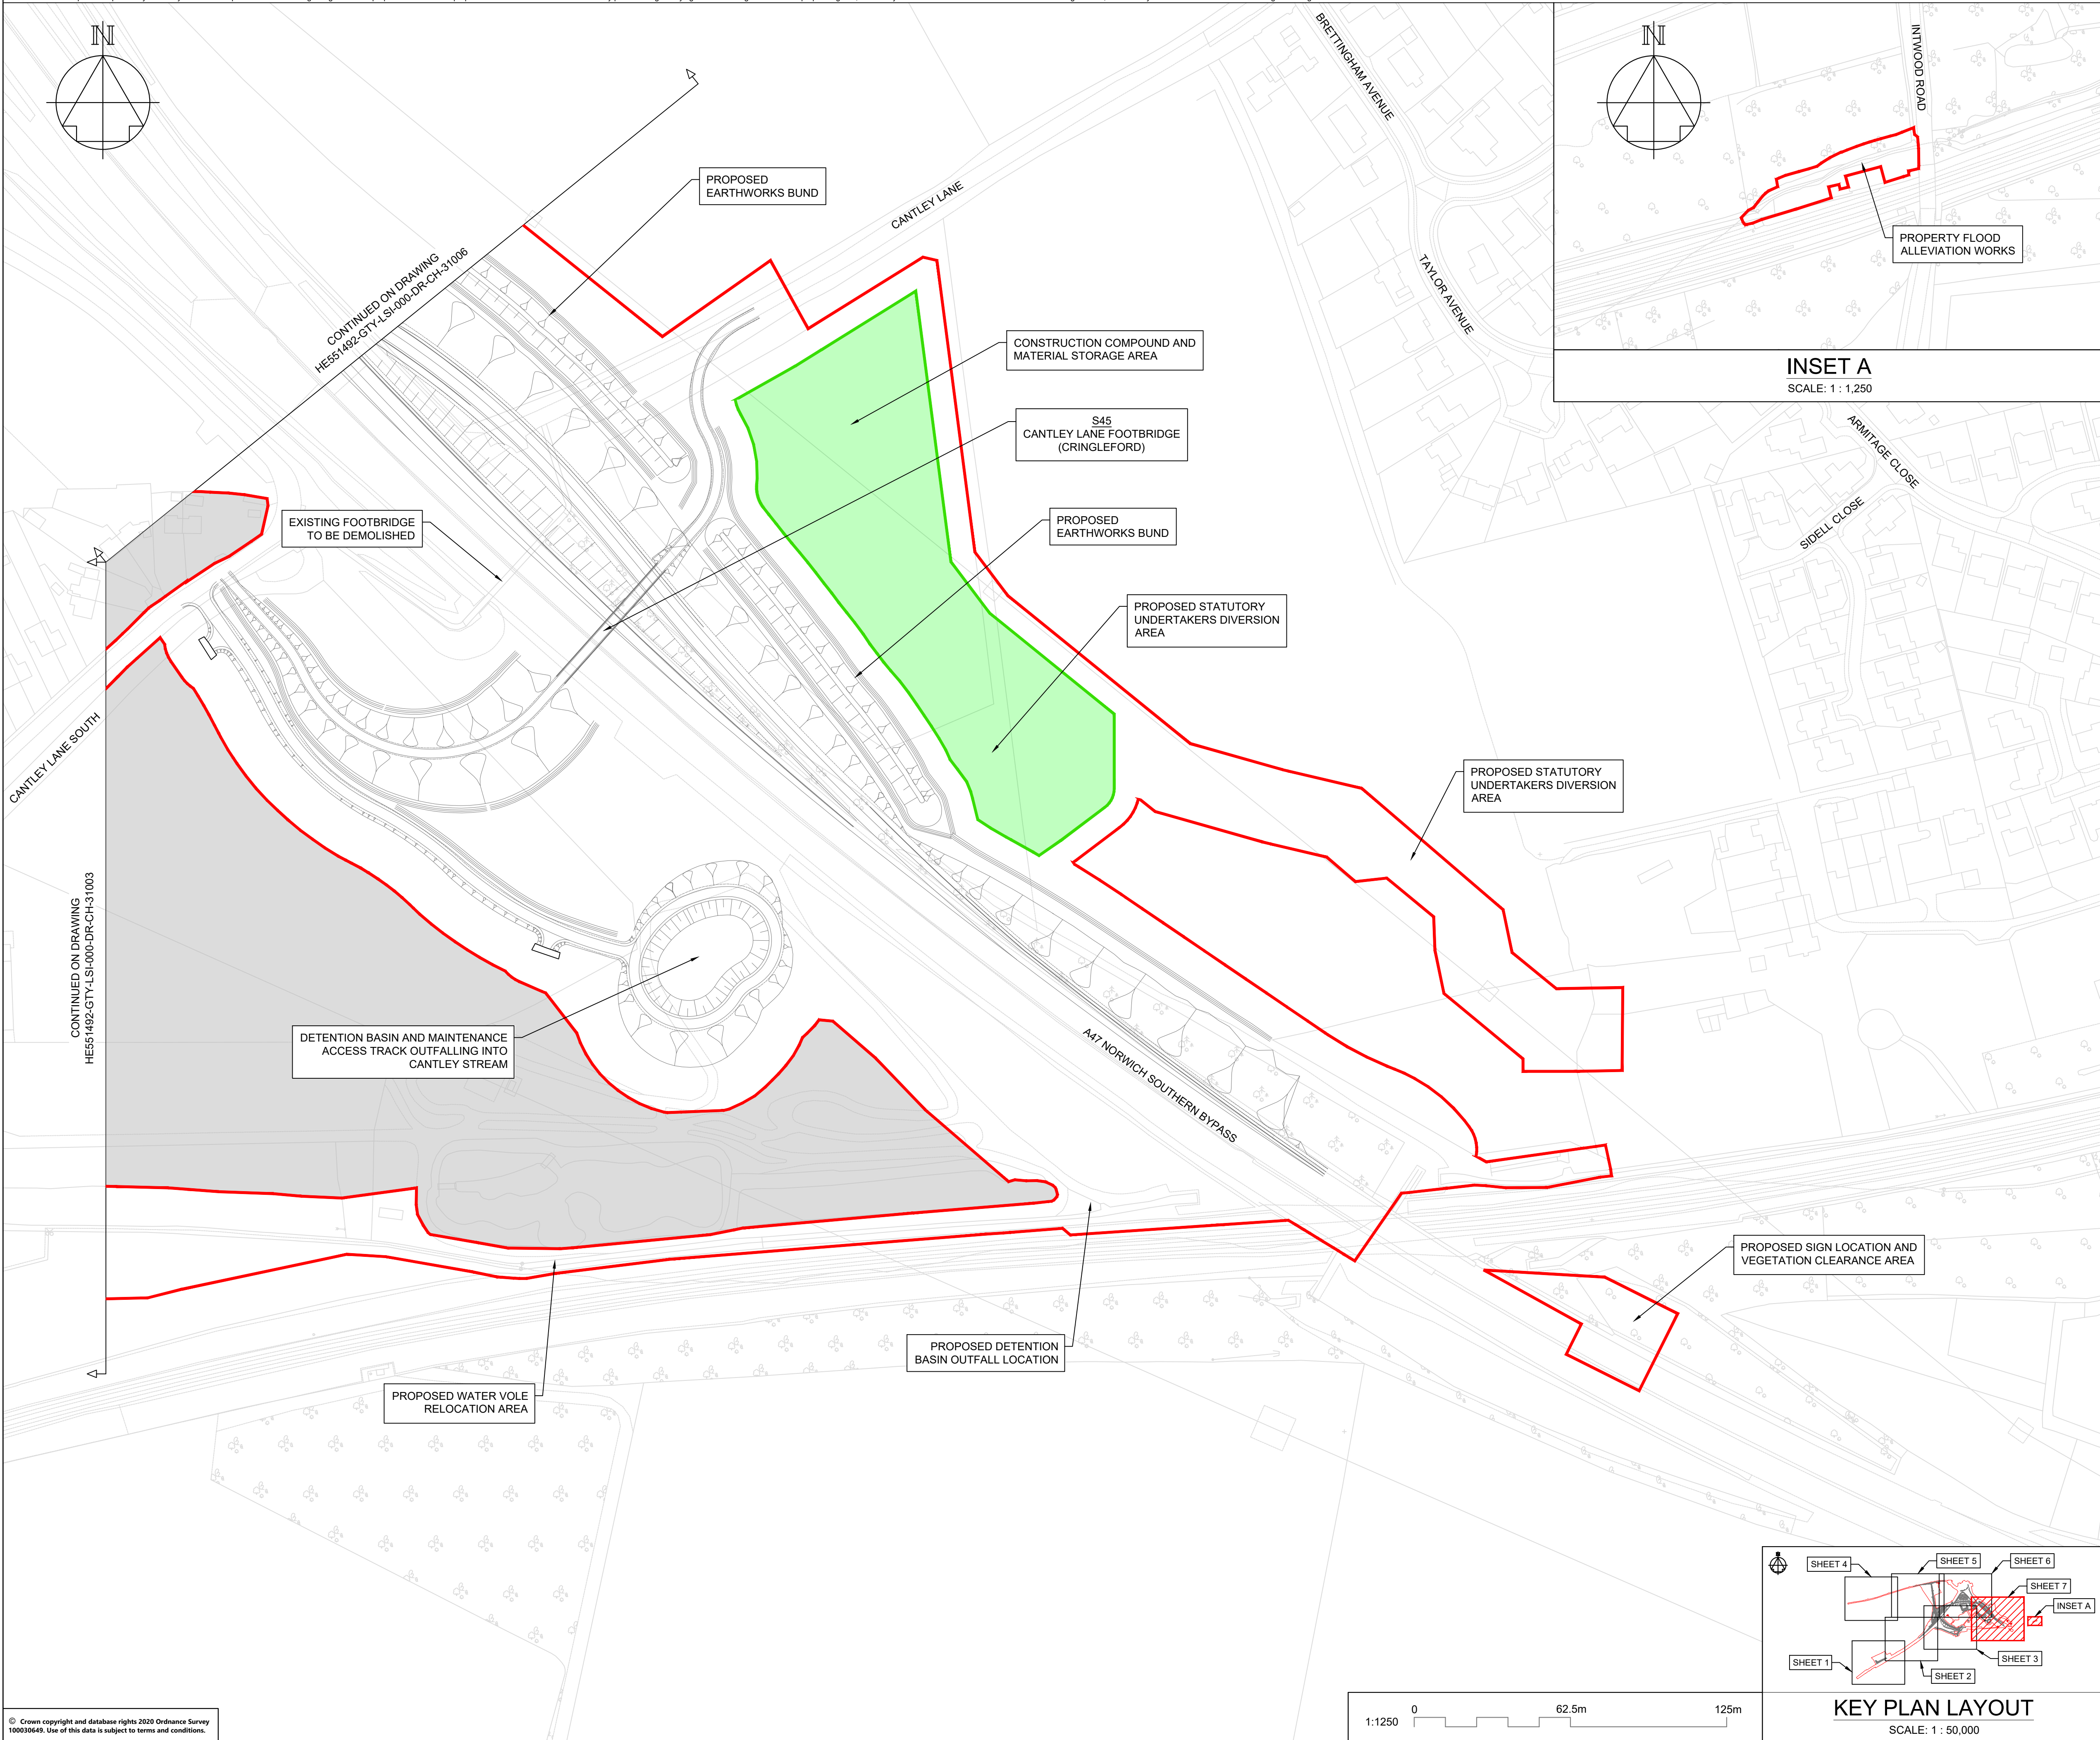 N
BRETTINGHAM AVENUE
N
INTWOOD ROAD
PROPOSED
EARTHWORKS BUND
CANTLEY LANE
PROPERTY FLOOD
ALLEVIATION WORKS
CONTINUED ON DRAWING
HE551492-GTY-LSI-000-DR-CH-31006
TAYLOR AVENUE
CONSTRUCTION COMPOUND AND
MATERIAL STORAGE AREA
INSET A
SCALE: 1 : 1,250
S45
CANTLEY LANE FOOTBRIDGE
(CRINGLEFORD)
ARMITAGE CLOSE
EXISTING FOOTBRIDGE
TO BE DEMOLISHED
PROPOSED
EARTHWORKS BUND
SIDELL CLOSE
PROPOSED STATUTORY
UNDERTAKERS DIVERSION
AREA
CANTLEY LANE SOUTH
PROPOSED STATUTORY
UNDERTAKERS DIVERSION
AREA
CONTINUED ON DRAWING
HE551492-GTY-LSI-000-DR-CH-31003
DETENTION BASIN AND MAINTENANCE
ACCESS TRACK OUTFALLING INTO
CANTLEY STREAM
A47 NORWICH SOUTHERN BYPASS
PROPOSED SIGN LOCATION AND
VEGETATION CLEARANCE AREA
PROPOSED DETENTION
BASIN OUTFALL LOCATION
PROPOSED WATER VOLE
RELOCATION AREA
SHEET 4
SHEET 5
SHEET 6
SHEET 7
INSET A
SHEET 1
SHEET 2
SHEET 3
KEY PLAN LAYOUT
SCALE: 1 : 50,000
1:1250
0
62.5m
125m
© Crown copyright and database rights 2020 Ordnance Survey
100030649. Use of this data is subject to terms and conditions.